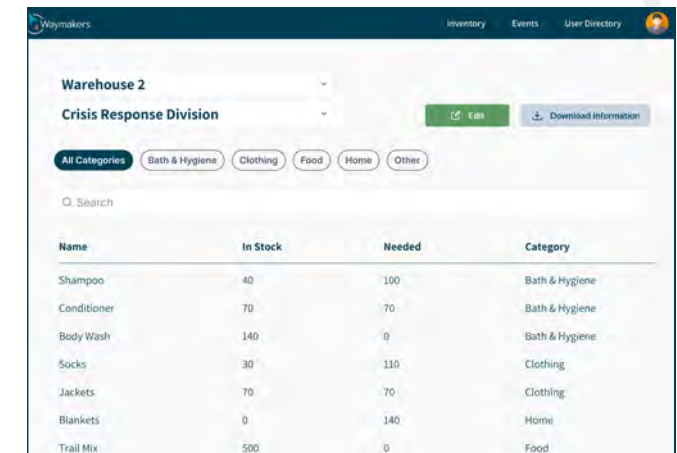 Waymakers Inventory Events User Directory
Warehouse 2
Crisis Response Division Edit Download Information
All Categories Bath & Hygiene Clothing Food Home Other
Search
Name In Stock Needed Category
Shampoo 40 100 Bath & Hygiene
Conditioner 70 70 Bath & Hygiene
Body Wash 140 0 Bath & Hygiene
Socks 30 110 Clothing
Jackets 70 70 Clothing
Blankets 0 140 Home
Trail Mix 500 0 Food